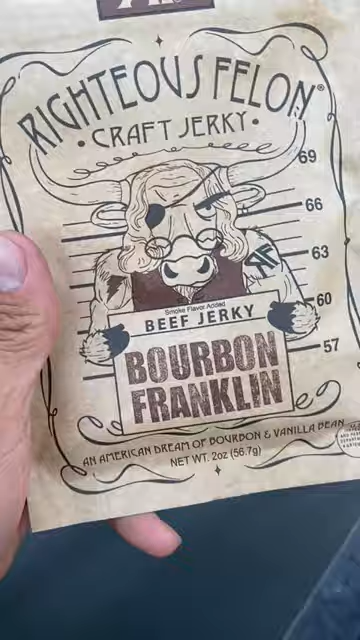 RIGHTEOUS FELON®
• CRAFT JERKY •
69
66
63
60
57
Smoke Flavor Added
BEEF JERKY
BOURBON
FRANKLIN
AN AMERICAN DREAM OF BOURBON & VANILLA BEAN
NET WT. 2oz (56.7g)